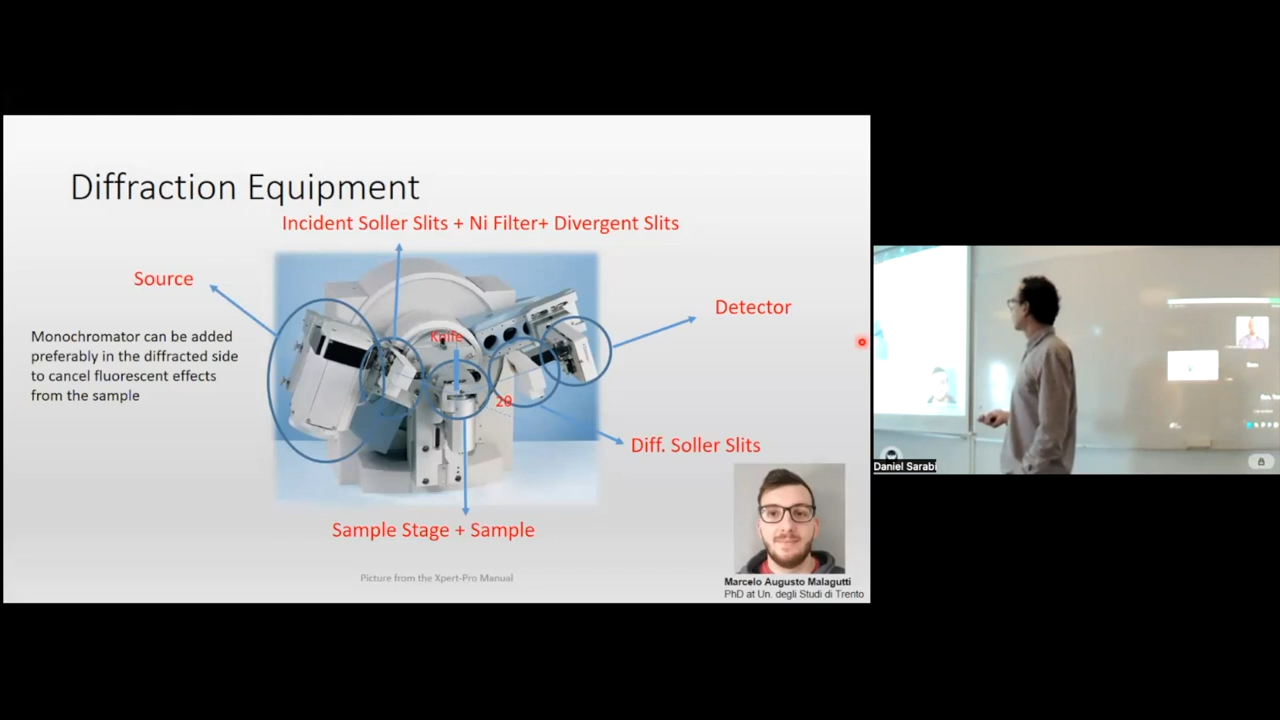 Diffraction Equipment
Incident Soller Slits + Ni Filter+ Divergent Slits
Source
Detector
Monochromator can be added
preferably in the diffracted side
to cancel fluorescent effects
from the sample
Knife
2θ
Diff. Soller Slits
Sample Stage + Sample
Picture from the Xpert-Pro Manual
Marcelo Augusto Malagutti
PhD at Un. degli Studi di Trento
Daniel Sarabi